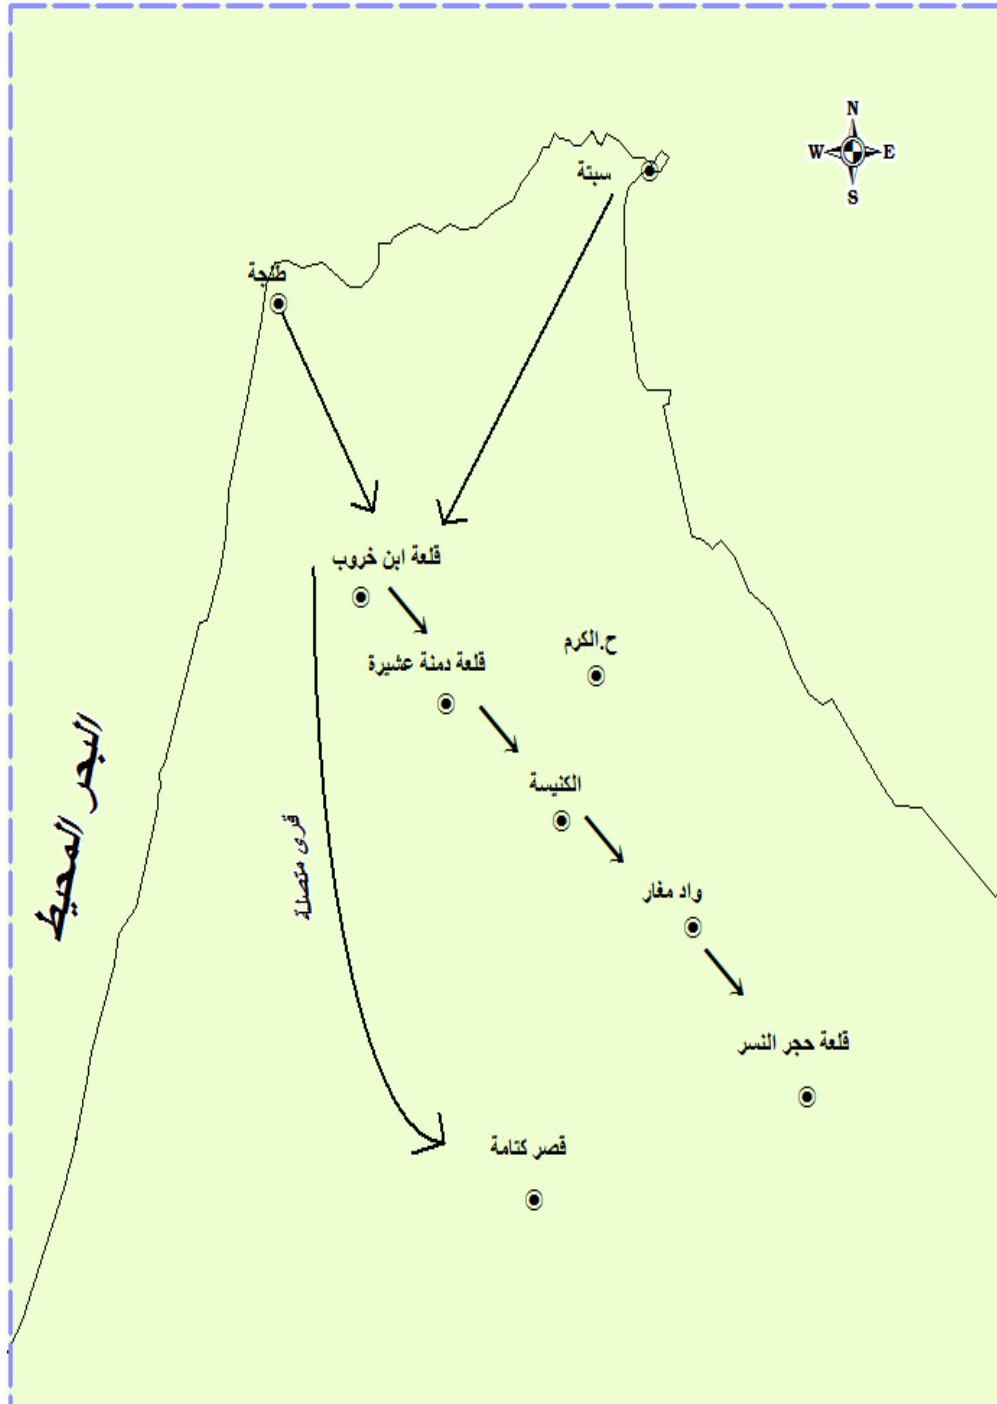 N
W E
S
سبتة
طنجة
قلعة ابن خروب
ح.الكرم
قلعة دمنة عشيرة
البحر المحيط
الكنيسة
قرى متصلة
واد مغار
قلعة حجر النسر
قصر كتامة